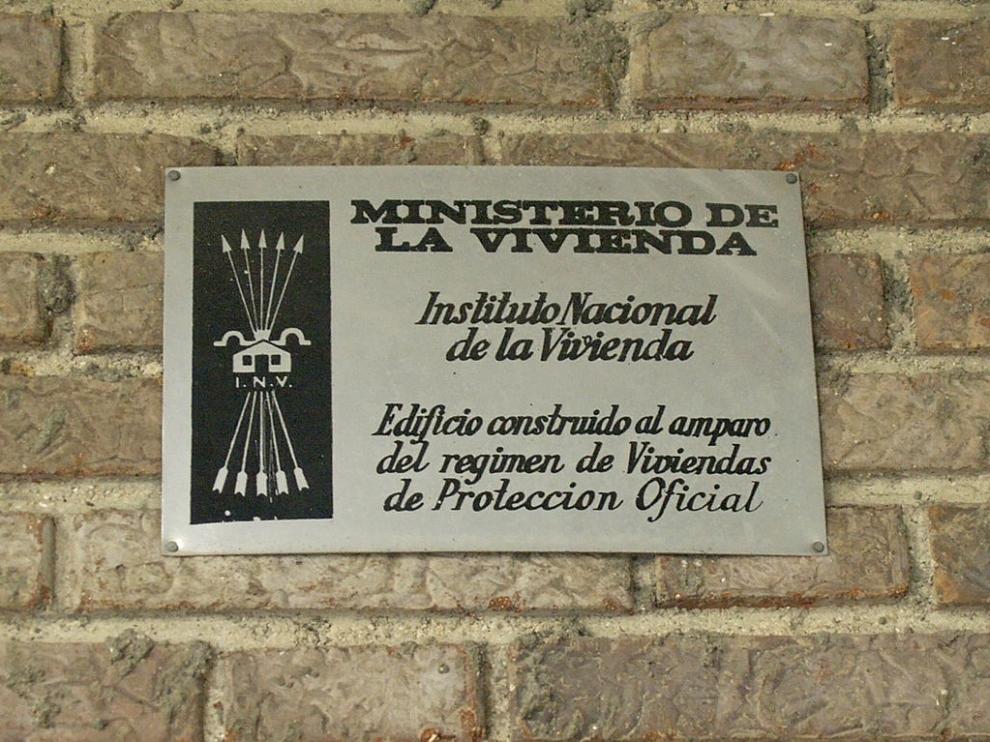 MINISTERIO DE
LA VIVIENDA
Instituto Nacional
de la Vivienda
I.N.V.
Edificio construido al amparo
del regimen de Viviendas
de Proteccion Oficial